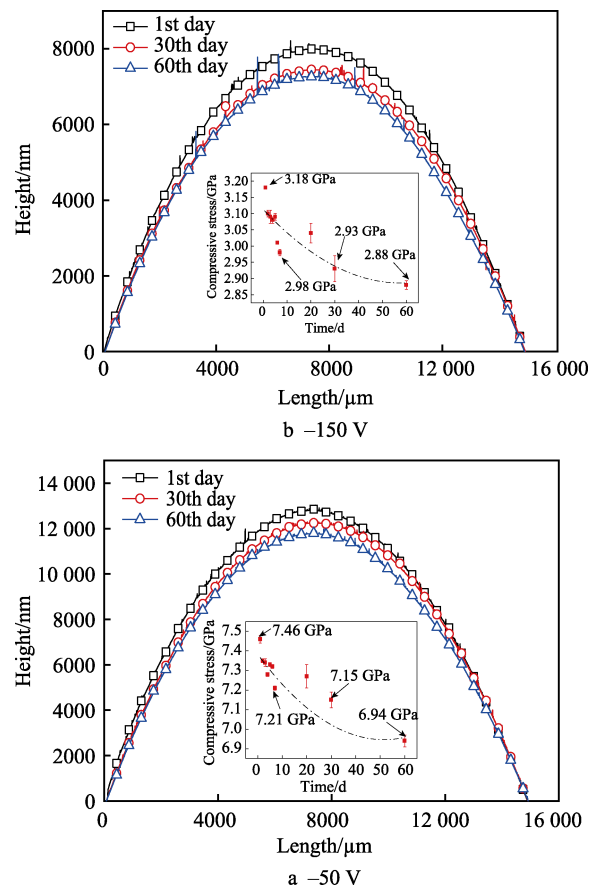 1st day
30th day
60th day
8000
6000
4000
2000
0
Height/nm
3.20
3.15
3.10
3.05
3.00
2.95
2.90
2.85
Compressive stress/GPa
3.18 GPa
2.93 GPa
2.88 GPa
2.98 GPa
0 10 20 30 40 50 60
Time/d
4000 8000 12 000 16 000
Length/µm
b –150 V
1st day
30th day
60th day
14 000
12 000
10 000
8000
6000
4000
2000
0
Height/nm
7.5
7.4
7.3
7.2
7.1
7.0
6.9
Compressive stress/GPa
7.46 GPa
7.15 GPa
7.21 GPa
6.94 GPa
0 10 20 30 40 50 60
Time/d
4000 8000 12 000 16 000
Length/µm
a –50 V